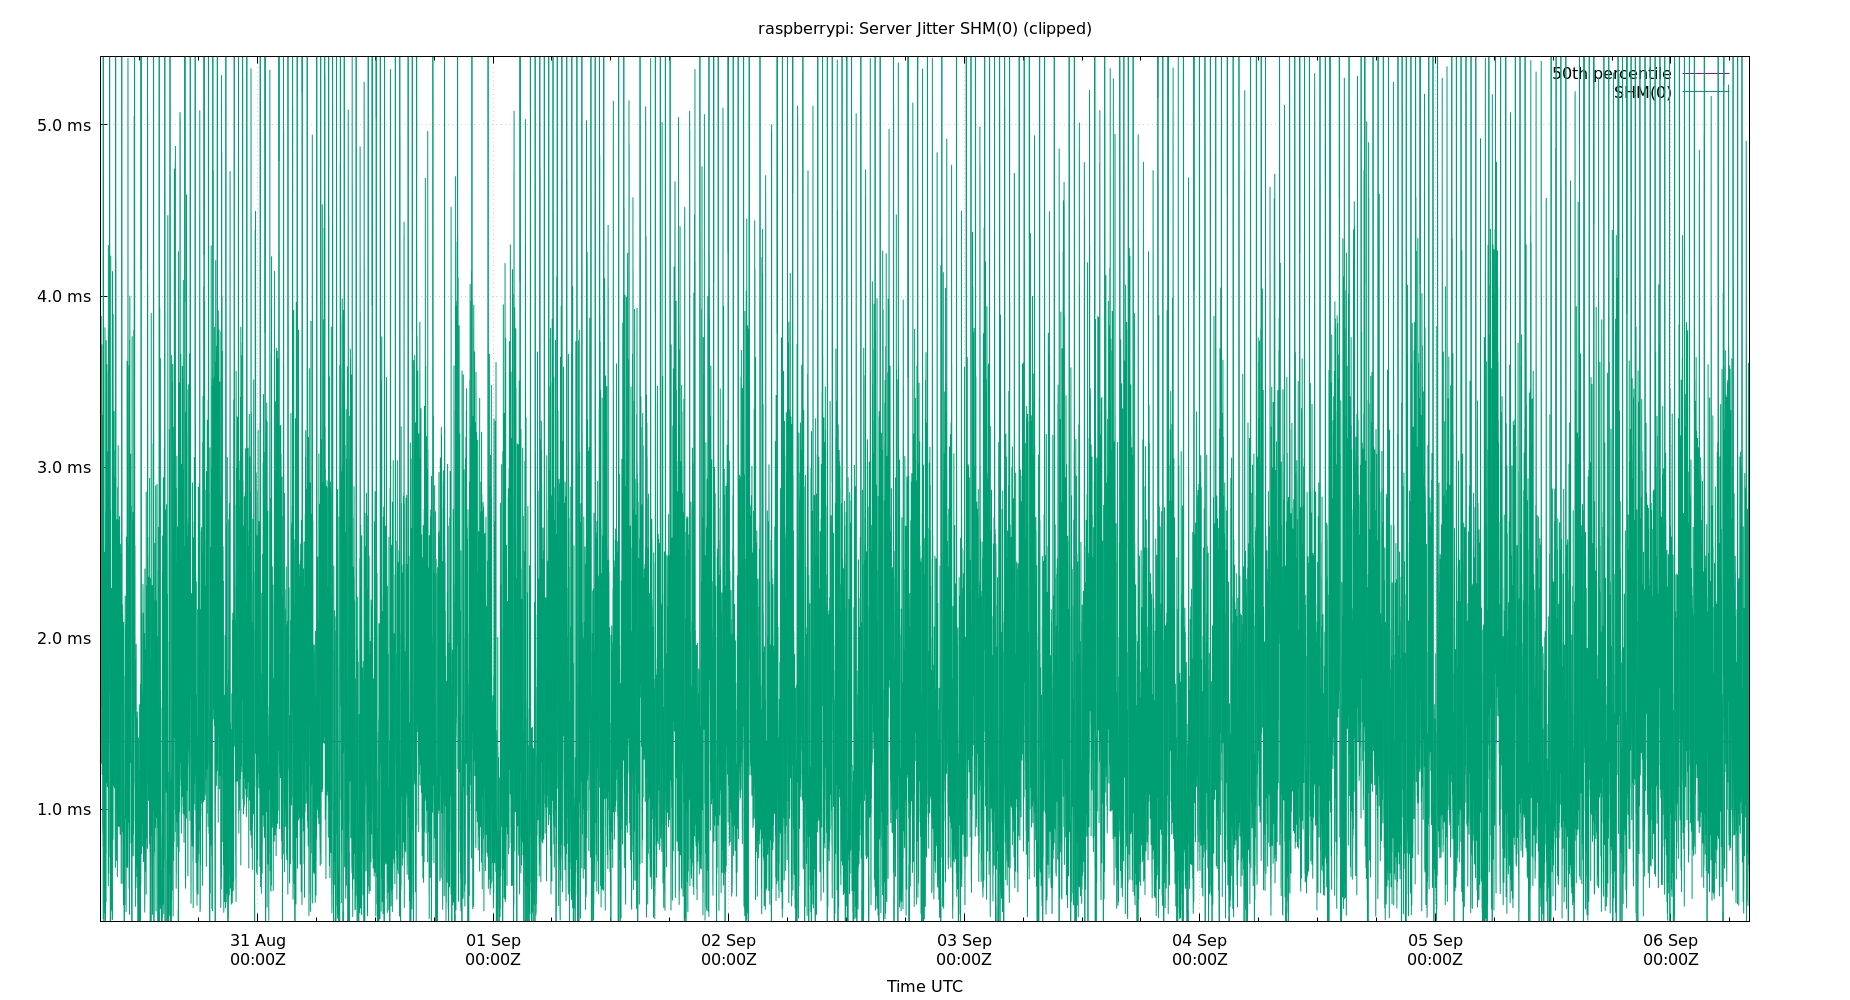 raspberrypi: Server Jitter SHM(0) (clipped)
50th percentile
SHM(0)
5.0 ms
4.0 ms
3.0 ms
2.0 ms
1.0 ms
31 Aug
00:00Z
01 Sep
00:00Z
02 Sep
00:00Z
03 Sep
00:00Z
04 Sep
00:00Z
05 Sep
00:00Z
06 Sep
00:00Z
Time UTC